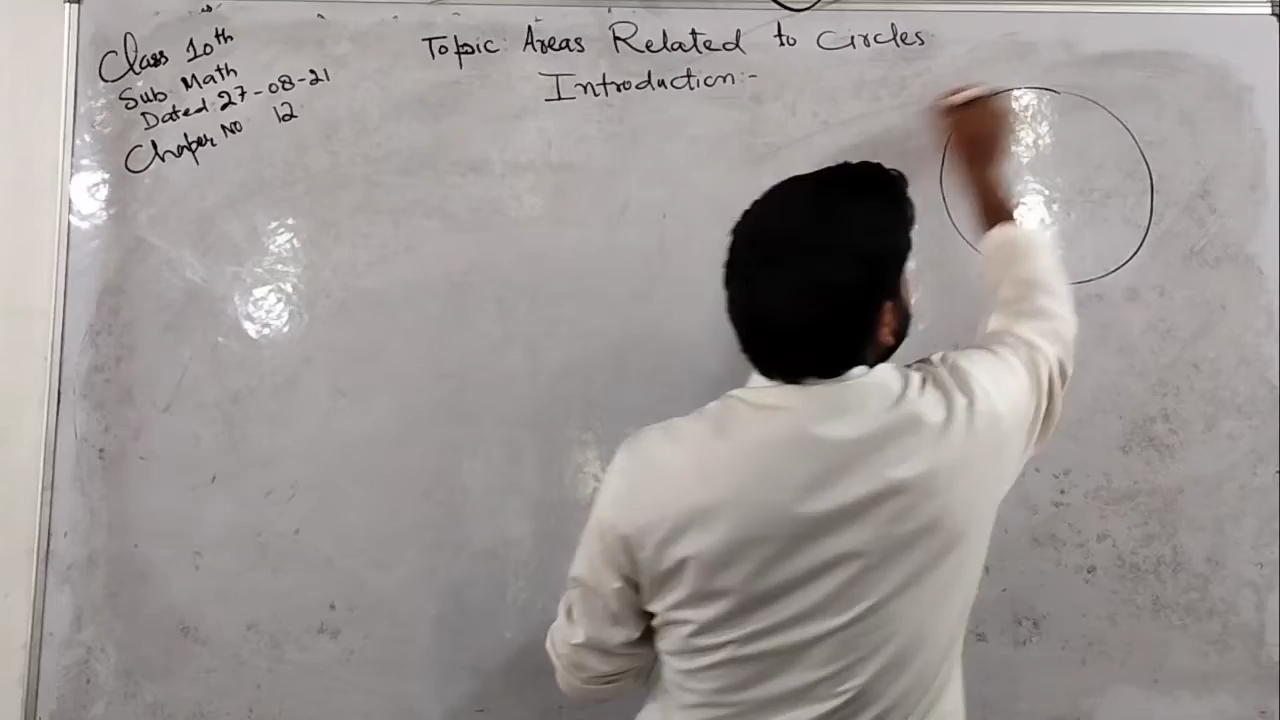 Class 10th
Sub Math
Dated 27-08-21
Chaper No 12
Topic: Areas Related to Circles
Introduction:-